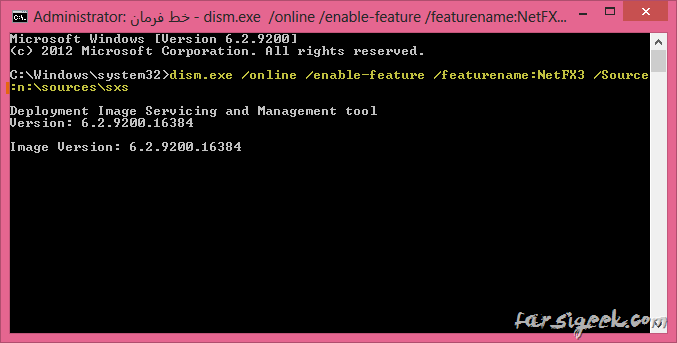 Administrator: خط فرمان - dism.exe  /online /enable-feature /featurename:NetFX...
Microsoft Windows [Version 6.2.9200]
(c) 2012 Microsoft Corporation. All rights reserved.
C:\Windows\system32>dism.exe /online /enable-feature /featurename:NetFX3 /Source
:n:\sources\sxs
Deployment Image Servicing and Management tool
Version: 6.2.9200.16384
Image Version: 6.2.9200.16384
farsigeek.com